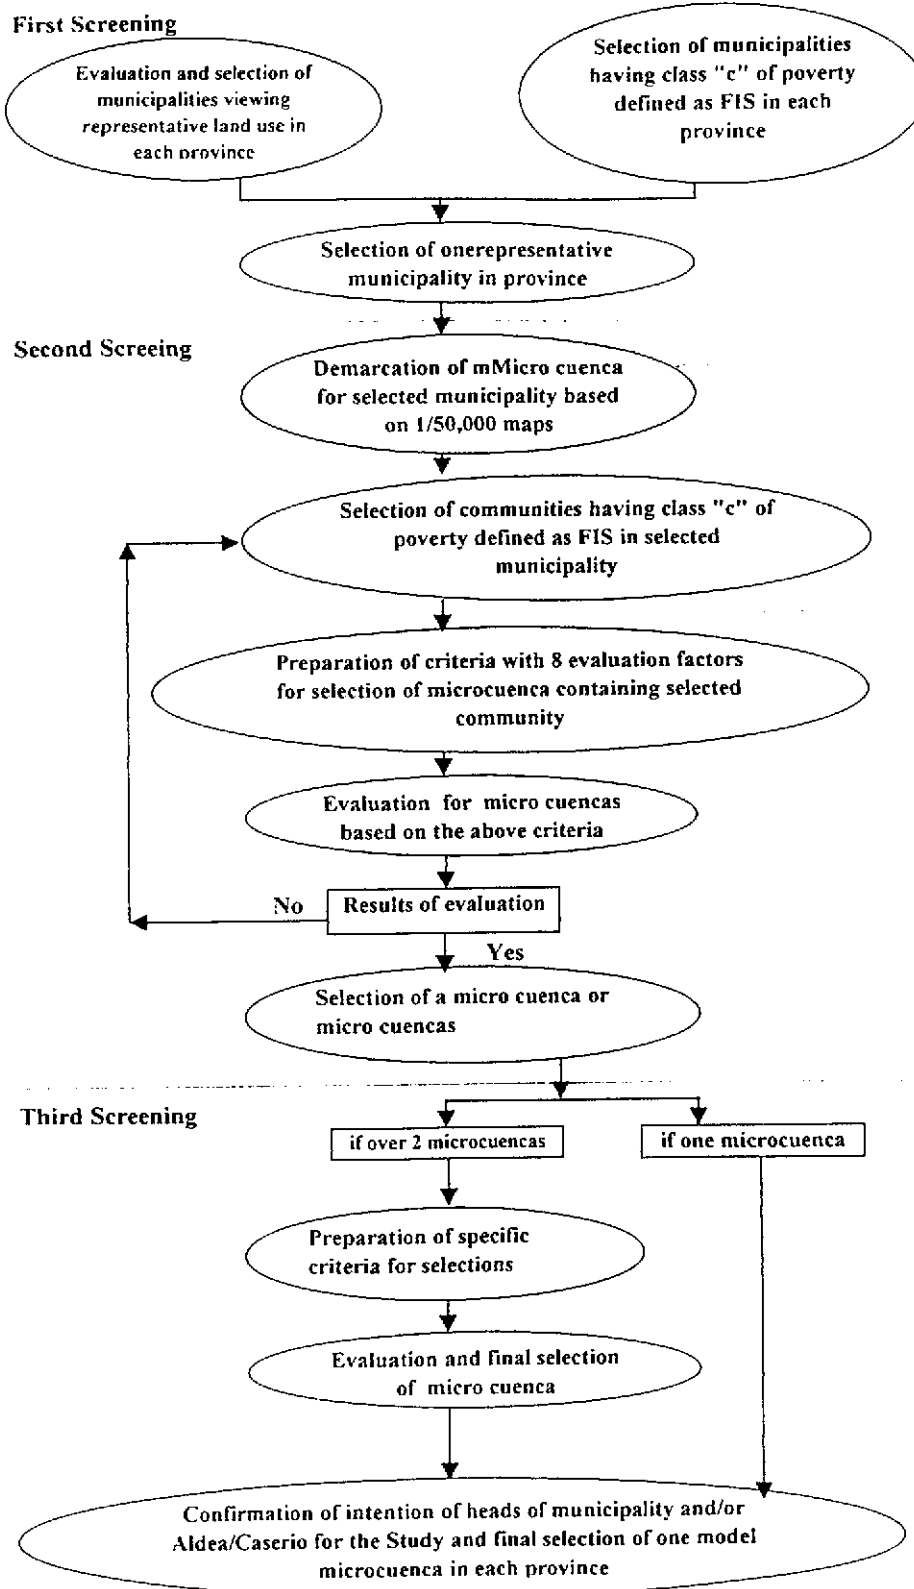 First Screening
Evaluation and selection of
municipalities viewing
representative land use in
each province
Selection of municipalities
having class "c" of poverty
defined as FIS in each
province
Selection of onerepresentative
municipality in province
Second Screeing
Demarcation of mMicro cuenca
for selected municipality based
on 1/50,000 maps
Selection of communities having class "c" of
poverty defined as FIS in selected
municipality
Preparation of criteria with 8 evaluation factors
for selection of microcuenca containing selected
community
Evaluation for micro cuencas
based on the above criteria
No
Results of evaluation
Yes
Selection of a micro cuenca or
micro cuencas
Third Screening
if over 2 microcuencas
if one microcuenca
Preparation of specific
criteria for selections
Evaluation and final selection
of micro cuenca
Confirmation of intention of heads of municipality and/or
Aldea/Caserio for the Study and final selection of one model
microcuenca in each province